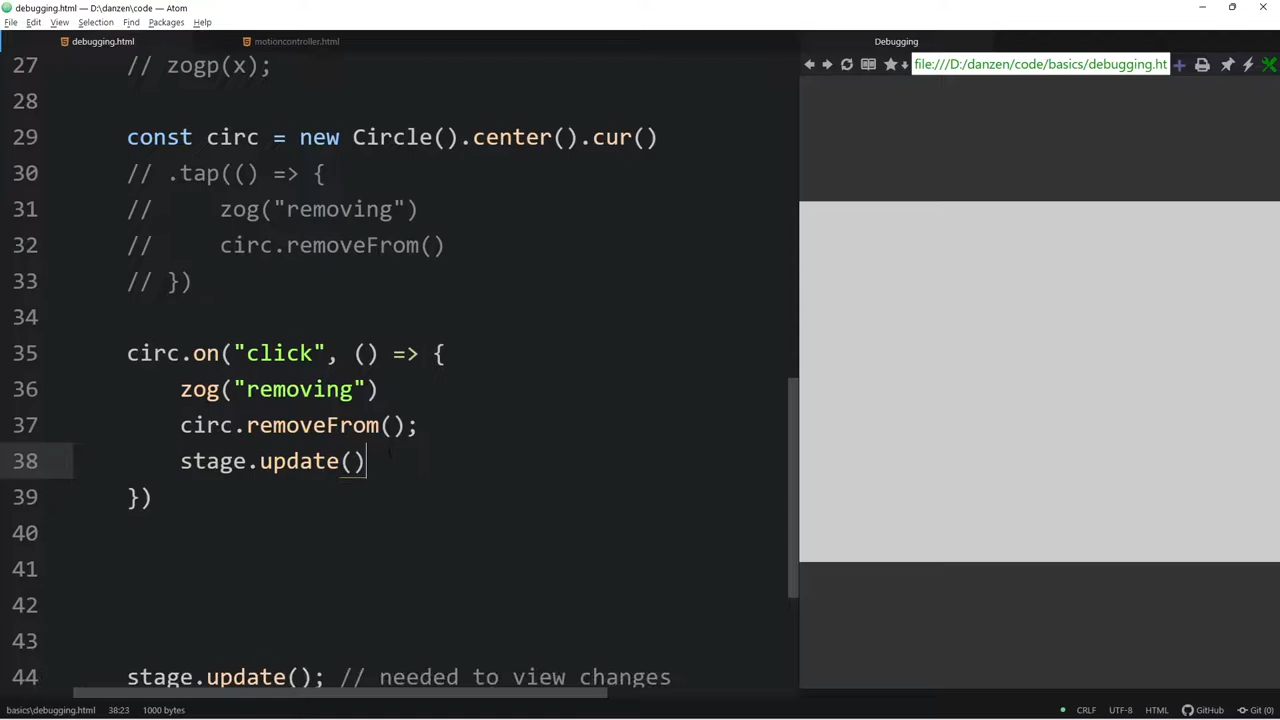 debugging.html — D:\danzen\code — Atom
File Edit View Selection Find Packages
debugging.html motioncontroller.html Debugging
file:///D:/danzen/code/basics/debugging.ht
27 // zogp(x);
28
29 const circ = new Circle().center().cur()
30 // .tap(() => {
31 //     zog("removing")
32 //     circ.removeFrom()
33 // })
34
35 circ.on("click", () => {
36     zog("removing")
37     circ.removeFrom();
38     stage.update()
39 })
40
41
42
43
44 stage.update(); // needed to view changes
basics\debugging.html 38:23 1000 bytes CRLF UTF-8 HTML GitHub Git (0)